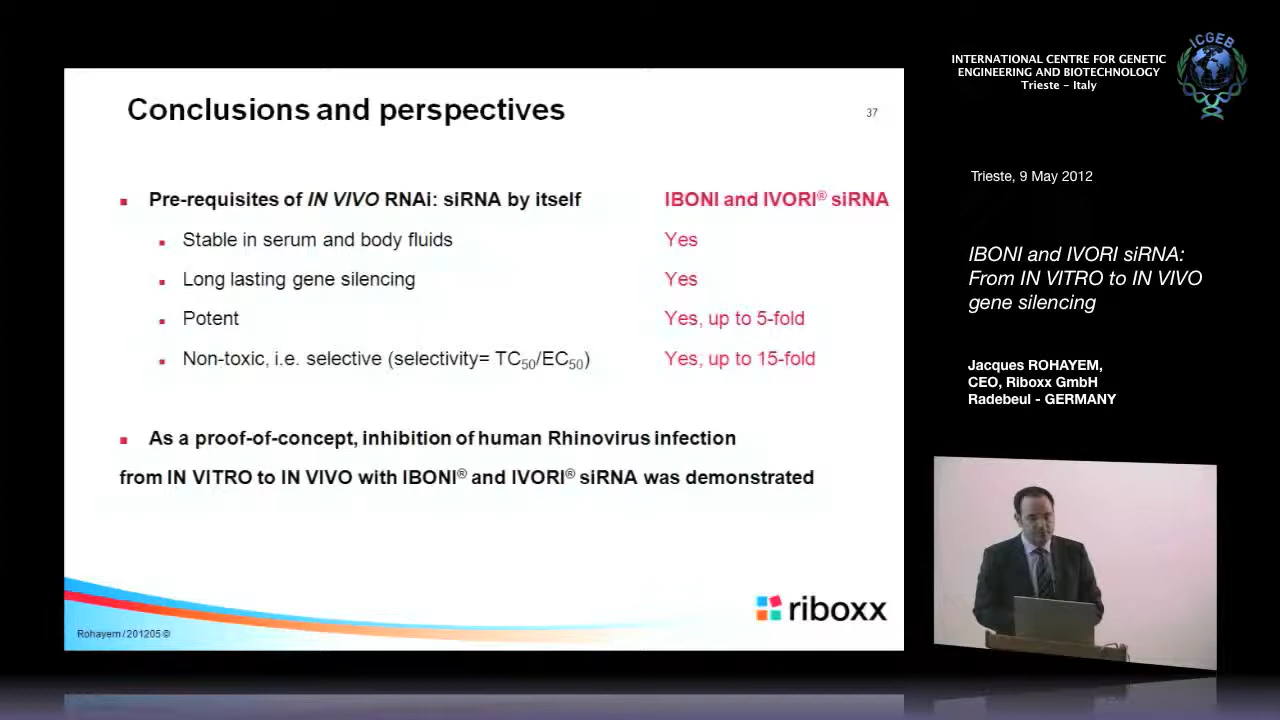 Conclusions and perspectives
37
Pre-requisites of IN VIVO RNAi: siRNA by itself
IBONI and IVORI® siRNA
Stable in serum and body fluids
Yes
Long lasting gene silencing
Yes
Potent
Yes, up to 5-fold
Non-toxic, i.e. selective (selectivity= TC50/EC50)
Yes, up to 15-fold
As a proof-of-concept, inhibition of human Rhinovirus infection
from IN VITRO to IN VIVO with IBONI® and IVORI® siRNA was demonstrated
riboxx
Rohayem / 201205 ©
INTERNATIONAL CENTRE FOR GENETIC
ENGINEERING AND BIOTECHNOLOGY
Trieste - Italy
ICGEB
Trieste, 9 May 2012
IBONI and IVORI siRNA:
From IN VITRO to IN VIVO
gene silencing
Jacques ROHAYEM,
CEO, Riboxx GmbH
Radebeul - GERMANY